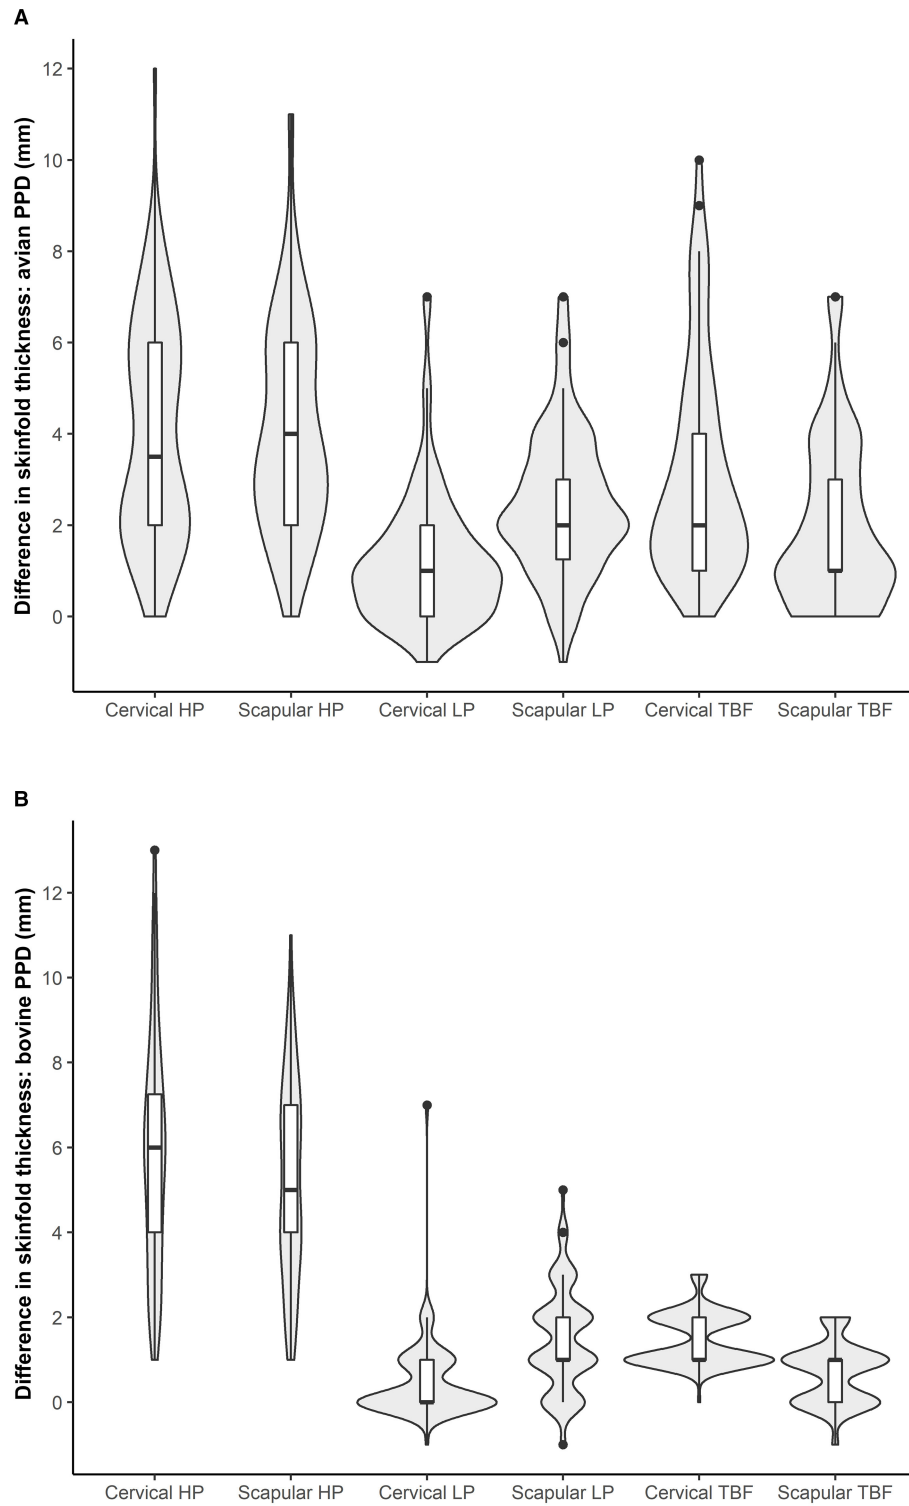 A
Difference in skinfold thickness: avian PPD (mm)
12
10
8
6
4
2
0
Cervical HP Scapular HP Cervical LP Scapular LP Cervical TBF Scapular TBF
B
Difference in skinfold thickness: bovine PPD (mm)
12
10
8
6
4
2
0
Cervical HP Scapular HP Cervical LP Scapular LP Cervical TBF Scapular TBF